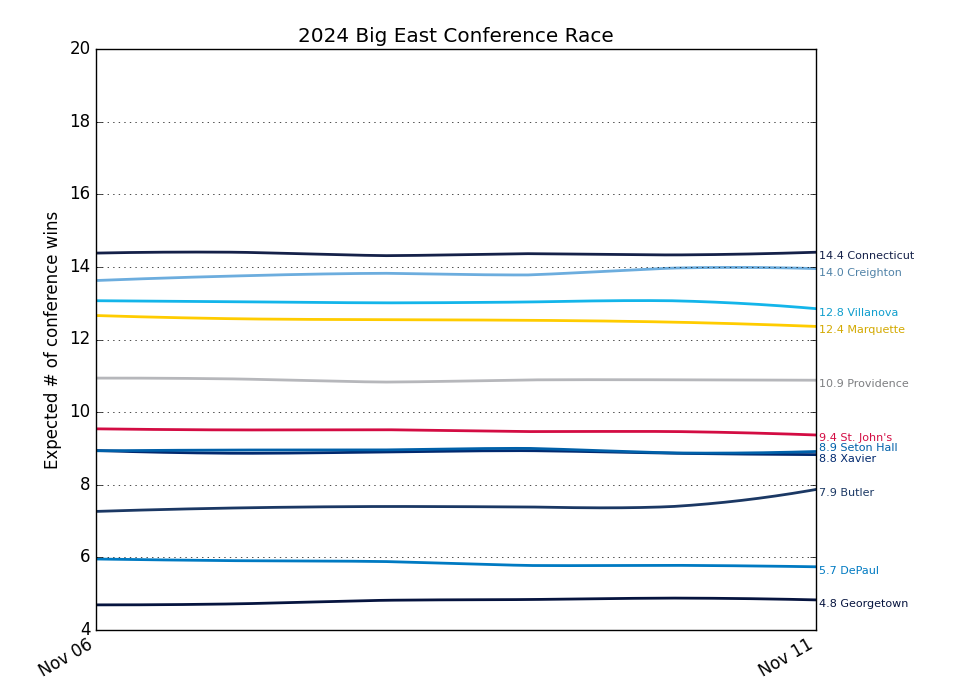 2024 Big East Conference Race
Expected # of conference wins
20
18
16
14
12
10
8
6
4
14.4 Connecticut
14.0 Creighton
12.8 Villanova
12.4 Marquette
10.9 Providence
9.4 St. John's
8.9 Seton Hall
8.8 Xavier
7.9 Butler
5.7 DePaul
4.8 Georgetown
Nov 06
Nov 11